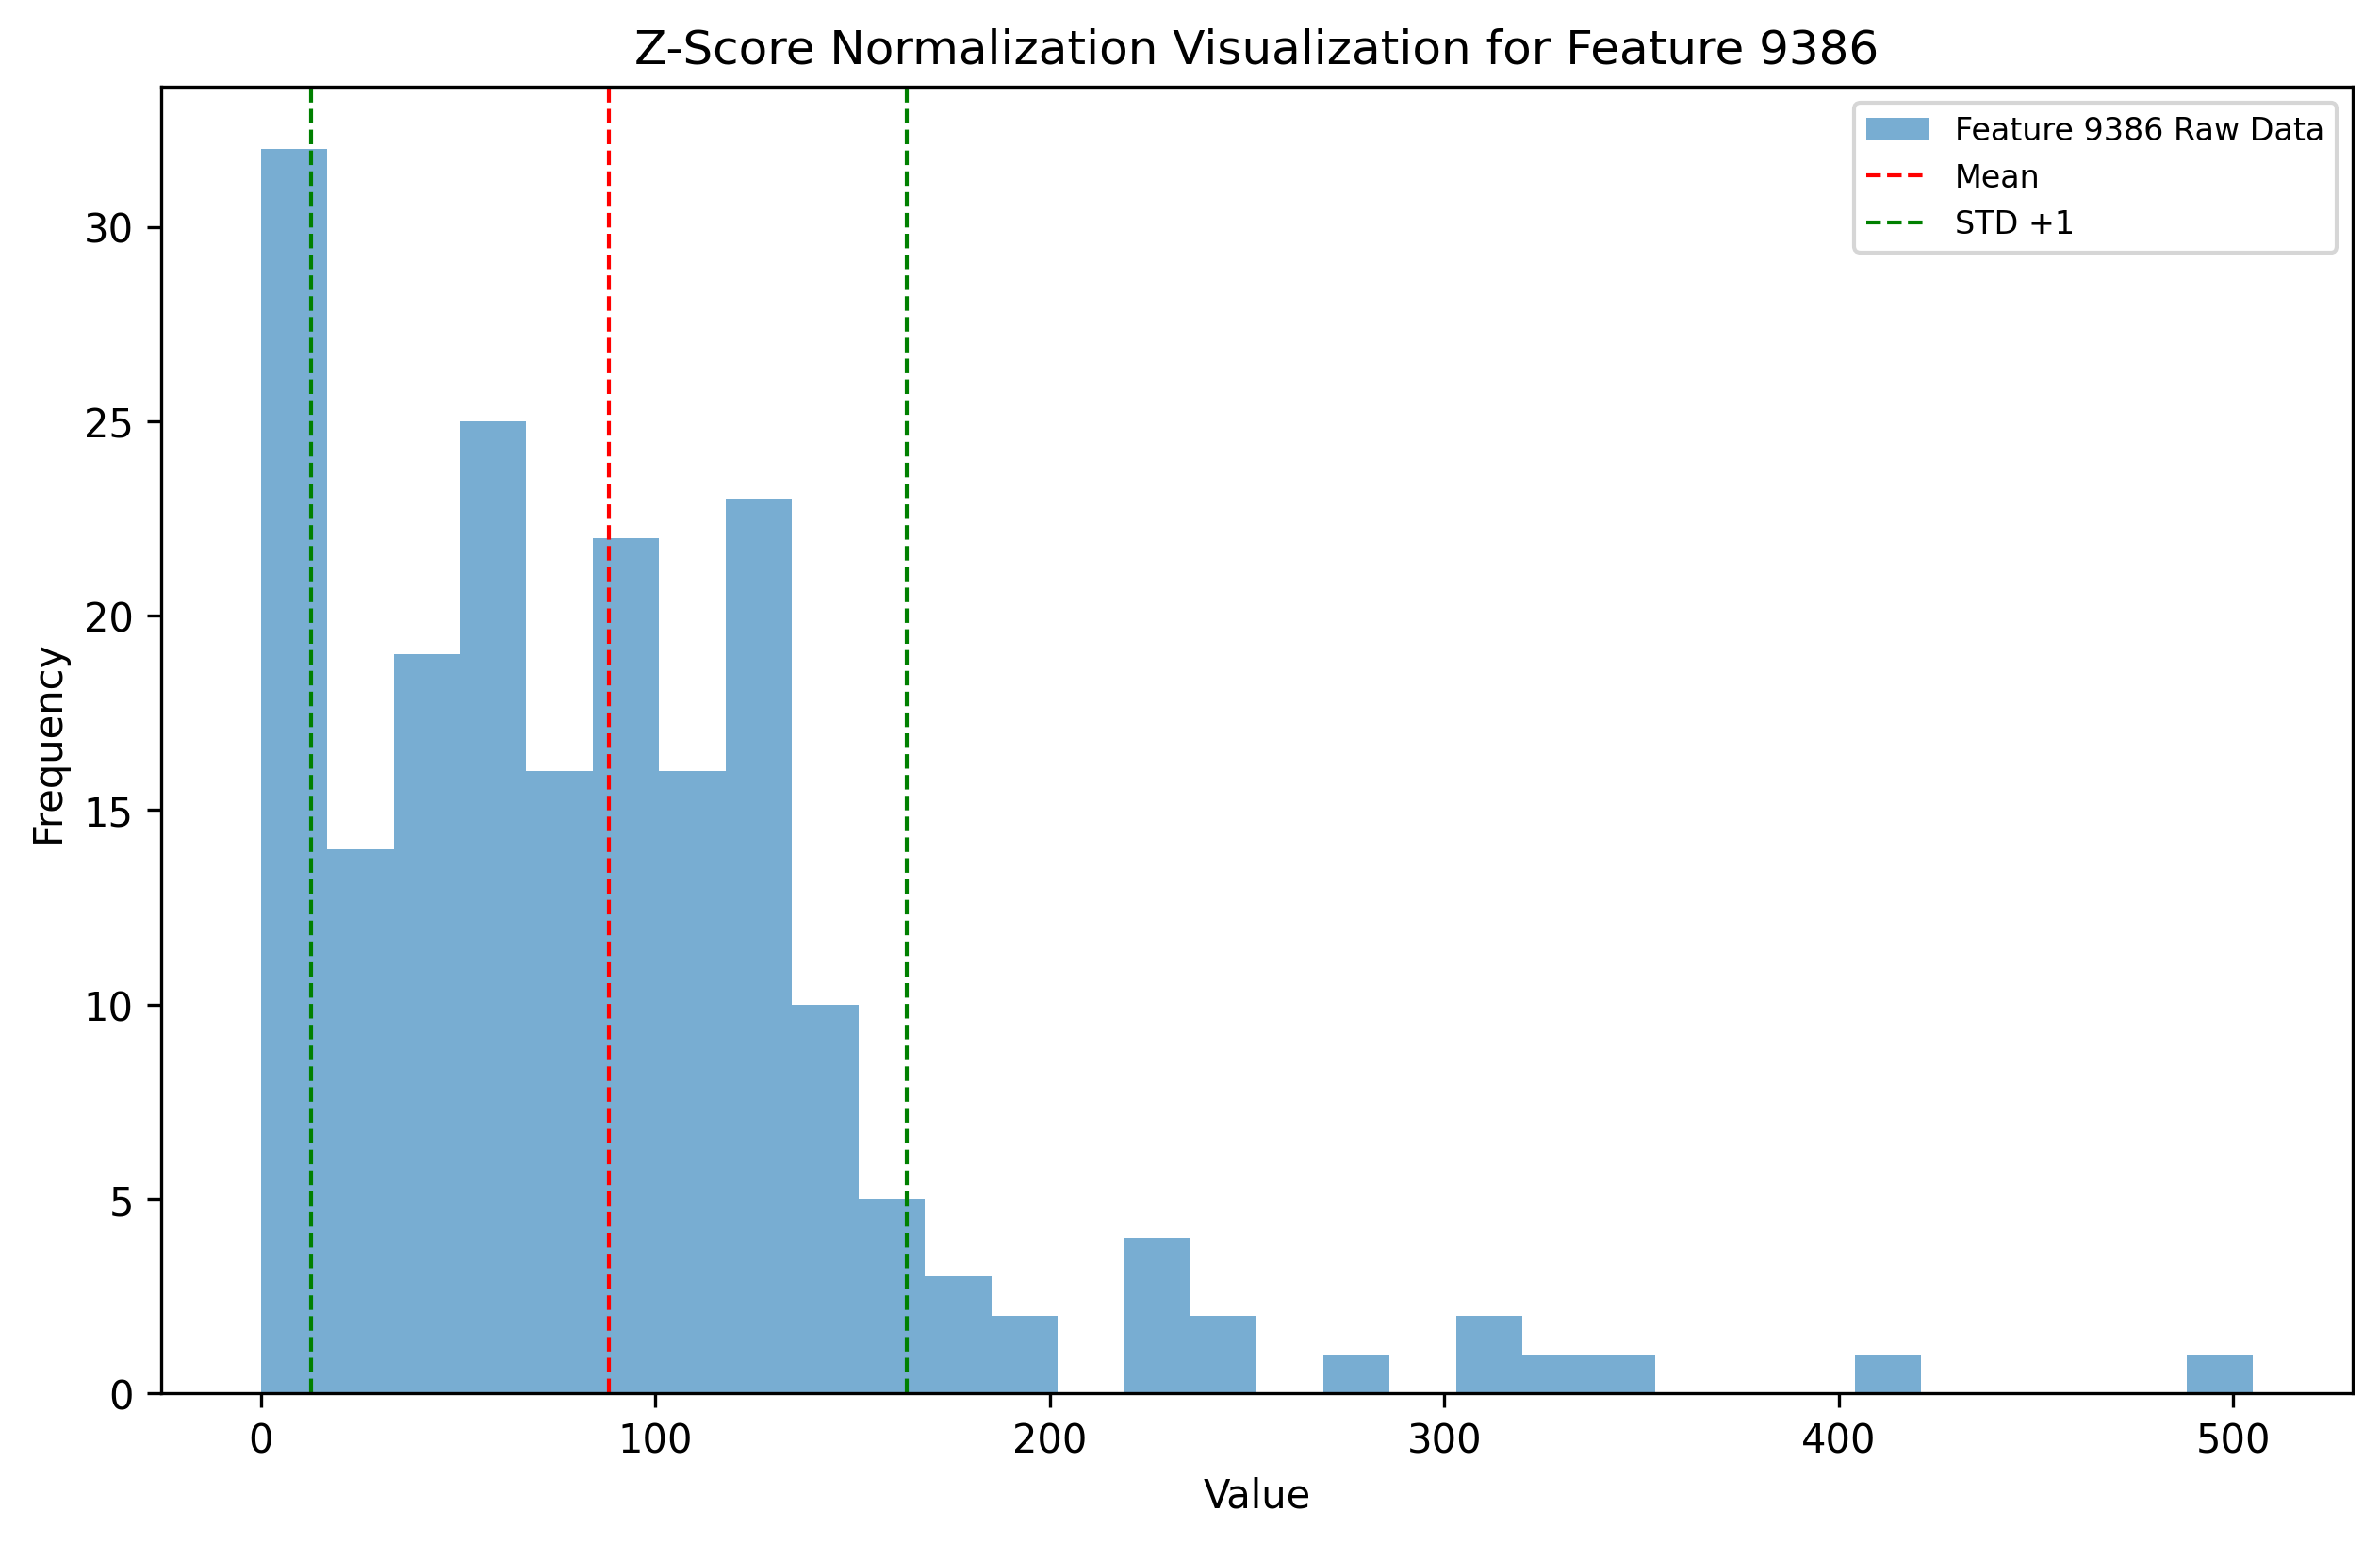 Z-Score Normalization Visualization for Feature 9386
Feature 9386 Raw Data
Mean
STD +1
Frequency
30
25
20
15
10
5
0
0 100 200 300 400 500
Value